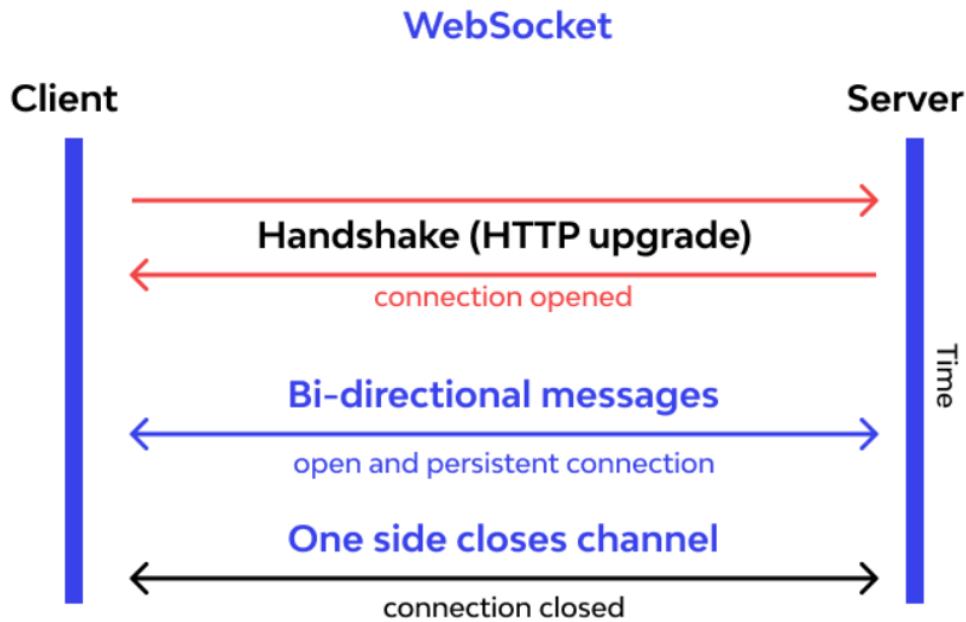 WebSocket
Client
Server
Handshake (HTTP upgrade)
connection opened
Time
Bi-directional messages
open and persistent connection
One side closes channel
connection closed